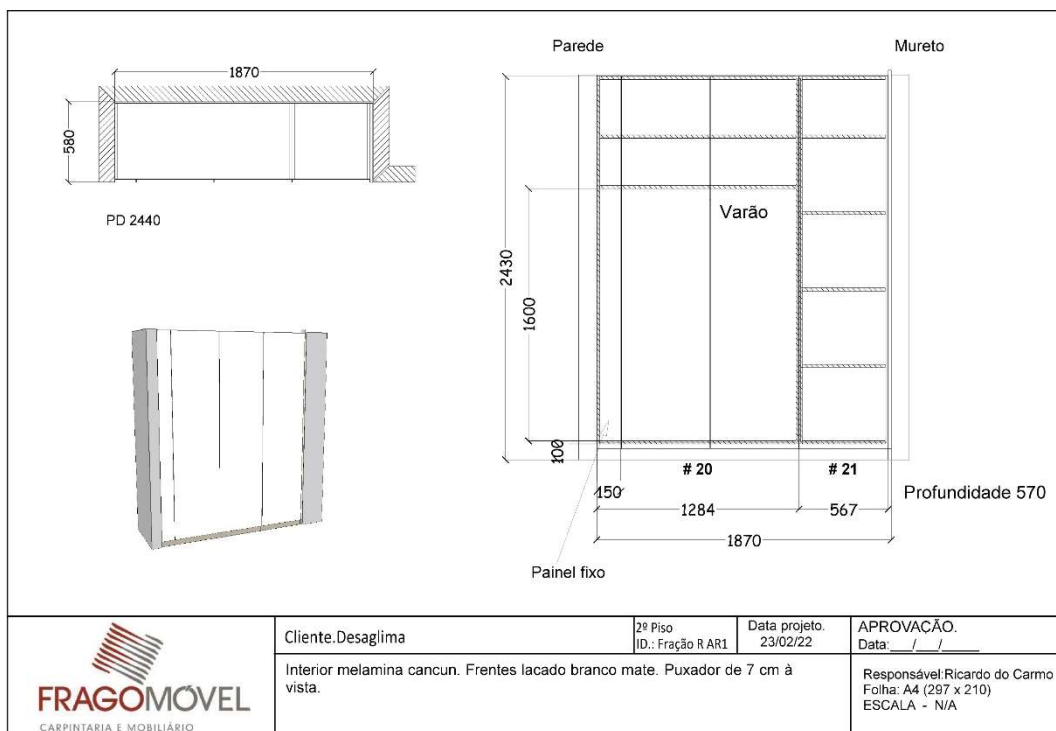 Parede
Mureto
1870
580
PD 2440
2430
1600
100
Varão
# 20
# 21
150
1284
567
Profundidade 570
1870
Painel fixo
FRAGOMÓVEL
CARPINTARIA E MOBILIÁRIO
Cliente.Desaglima
2º Piso
ID.: Fração R AR1
Data projeto.
23/02/22
APROVAÇÃO.
Data:___/___/_____
Interior melamina cancun. Frentes lacado branco mate. Puxador de 7 cm à
vista.
Responsável:Ricardo do Carmo
Folha: A4 (297 x 210)
ESCALA - N/A